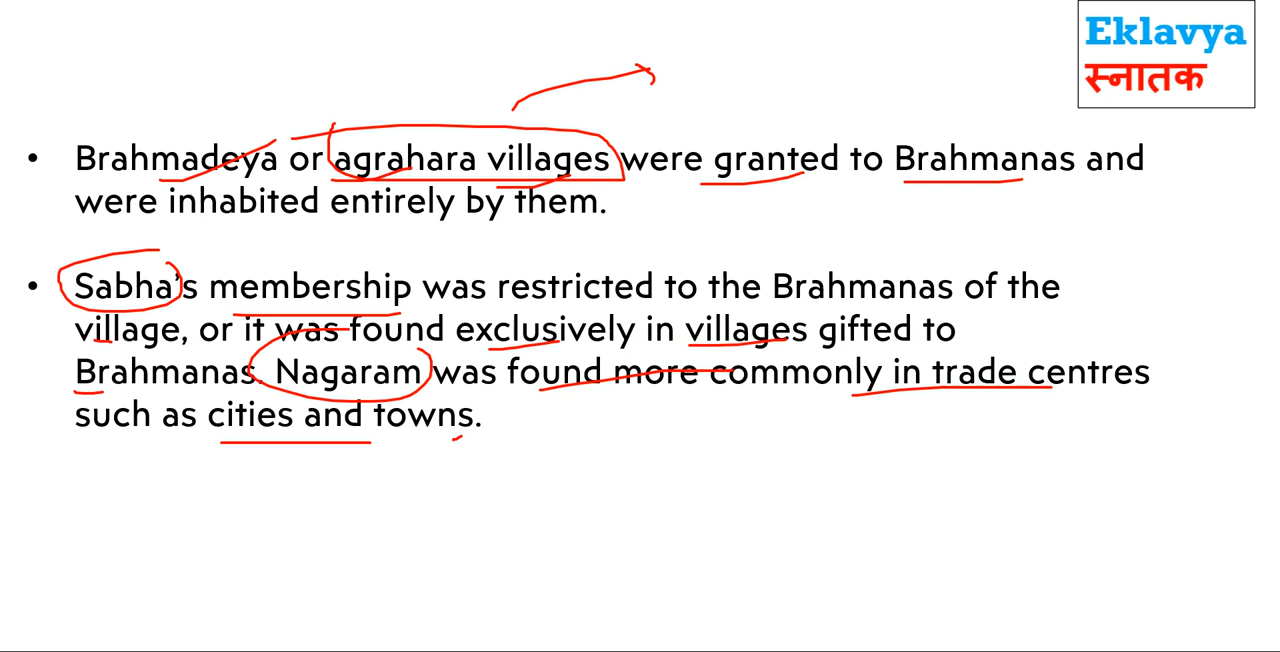 Eklavya
स्नातक
• Brahmadeya or agrahara villages were granted to Brahmanas and
were inhabited entirely by them.
• Sabha's membership was restricted to the Brahmanas of the
village, or it was found exclusively in villages gifted to
Brahmanas. Nagaram was found more commonly in trade centres
such as cities and towns.